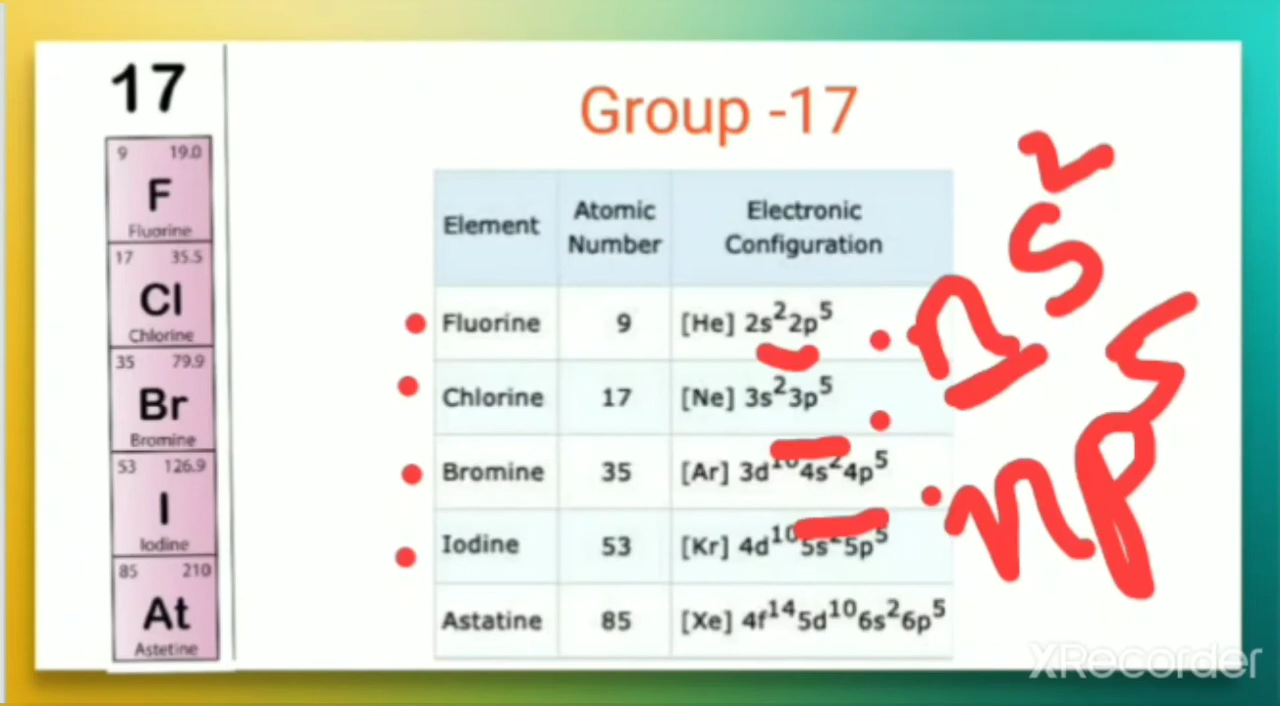 17
9 19.0
F
Fluorine
17 35.5
Cl
Chlorine
35 79.9
Br
Bromine
53 126.9
I
Iodine
85 210
At
Astetine
Group -17
Element Atomic Number Electronic Configuration
Fluorine 9 [He] 2s²2p⁵
Chlorine 17 [Ne] 3s²3p⁵
Bromine 35 [Ar] 3d¹⁰4s²4p⁵
Iodine 53 [Kr] 4d¹⁰5s²5p⁵
Astatine 85 [Xe] 4f¹⁴5d¹⁰6s²6p⁵
ns²
np⁵
XRecorder